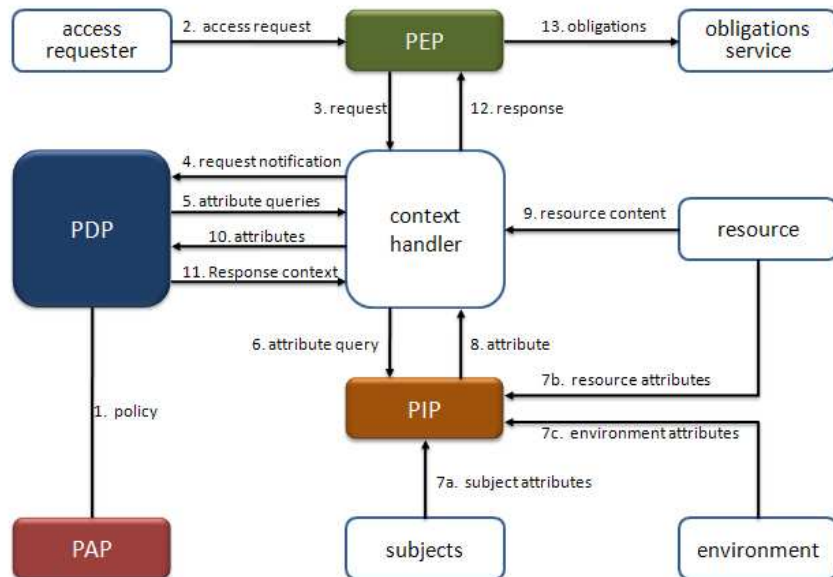 access
requester
2. access request
PEP
13. obligations
obligations
service
3. request
12. response
4. request notification
5. attribute queries
10. attributes
11. Response context
PDP
context
handler
9. resource content
resource
6. attribute query
8. attribute
7b. resource attributes
PIP
7c. environment attributes
1. policy
7a. subject attributes
PAP
subjects
environment